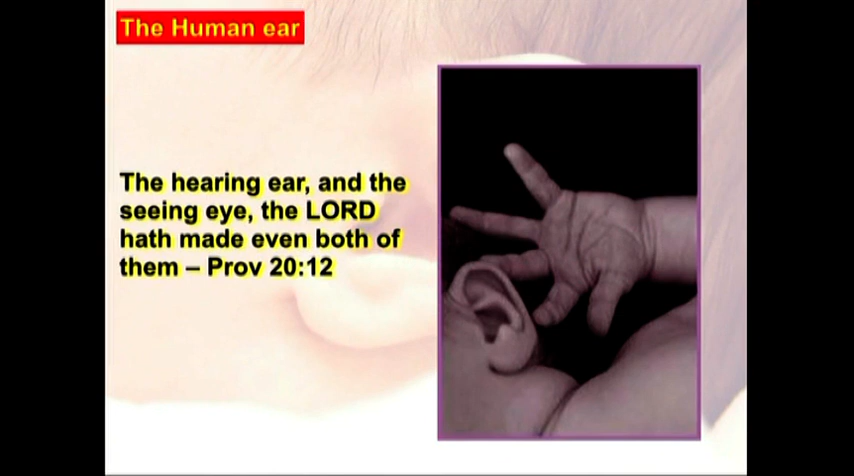 The Human ear
The hearing ear, and the
seeing eye, the LORD
hath made even both of
them – Prov 20:12